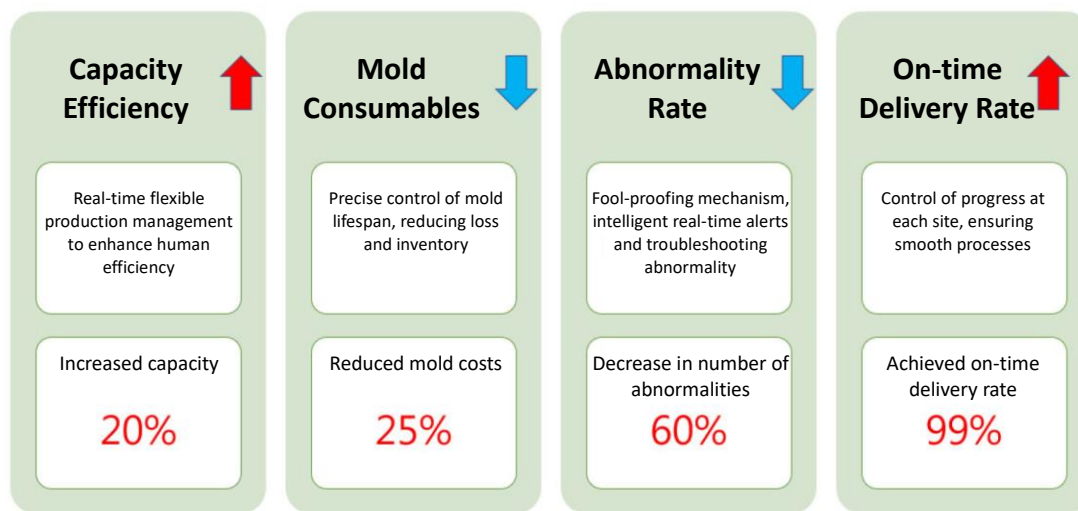 Capacity
Efficiency
Real-time flexible
production management
to enhance human
efficiency
Increased capacity
20%
Mold
Consumables
Precise control of mold
lifespan, reducing loss
and inventory
Reduced mold costs
25%
Abnormality
Rate
Fool-proofing mechanism,
intelligent real-time alerts
and troubleshooting
abnormality
Decrease in number of
abnormalities
60%
On-time
Delivery Rate
Control of progress at
each site, ensuring
smooth processes
Achieved on-time
delivery rate
99%